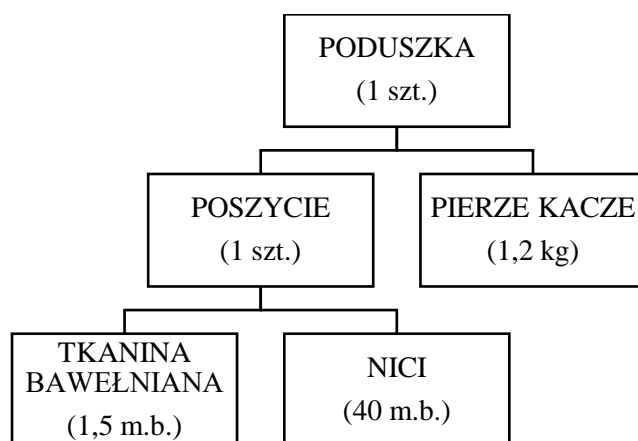 PODUSZKA
(1 szt.)
POSZYCIE
(1 szt.)
PIERZE KACZE
(1,2 kg)
TKANINA
BAWEŁNIANA
(1,5 m.b.)
NICI
(40 m.b.)